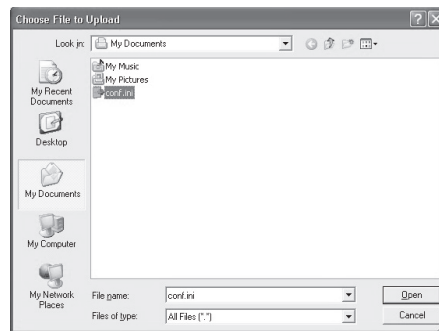 Choose File to Upload
Look in:
My Documents
My Music
My Pictures
conf.ini
My Recent
Documents
Desktop
My Documents
My Computer
My Network
Places
File name:
conf.ini
Open
Files of type:
All Files (*.*)
Cancel